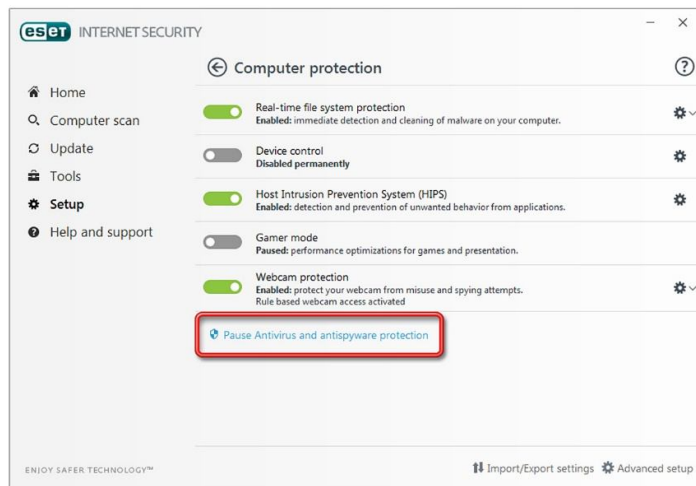 eset INTERNET SECURITY
Computer protection
Home
Computer scan
Update
Tools
Setup
Help and support
Real-time file system protection
Enabled: immediate detection and cleaning of malware on your computer.
Device control
Disabled permanently
Host Intrusion Prevention System (HIPS)
Enabled: detection and prevention of unwanted behavior from applications.
Gamer mode
Paused: performance optimizations for games and presentation.
Webcam protection
Enabled: protect your webcam from misuse and spying attempts.
Rule based webcam access activated
Pause Antivirus and antispyware protection
ENJOY SAFER TECHNOLOGY™
Import/Export settings Advanced setup